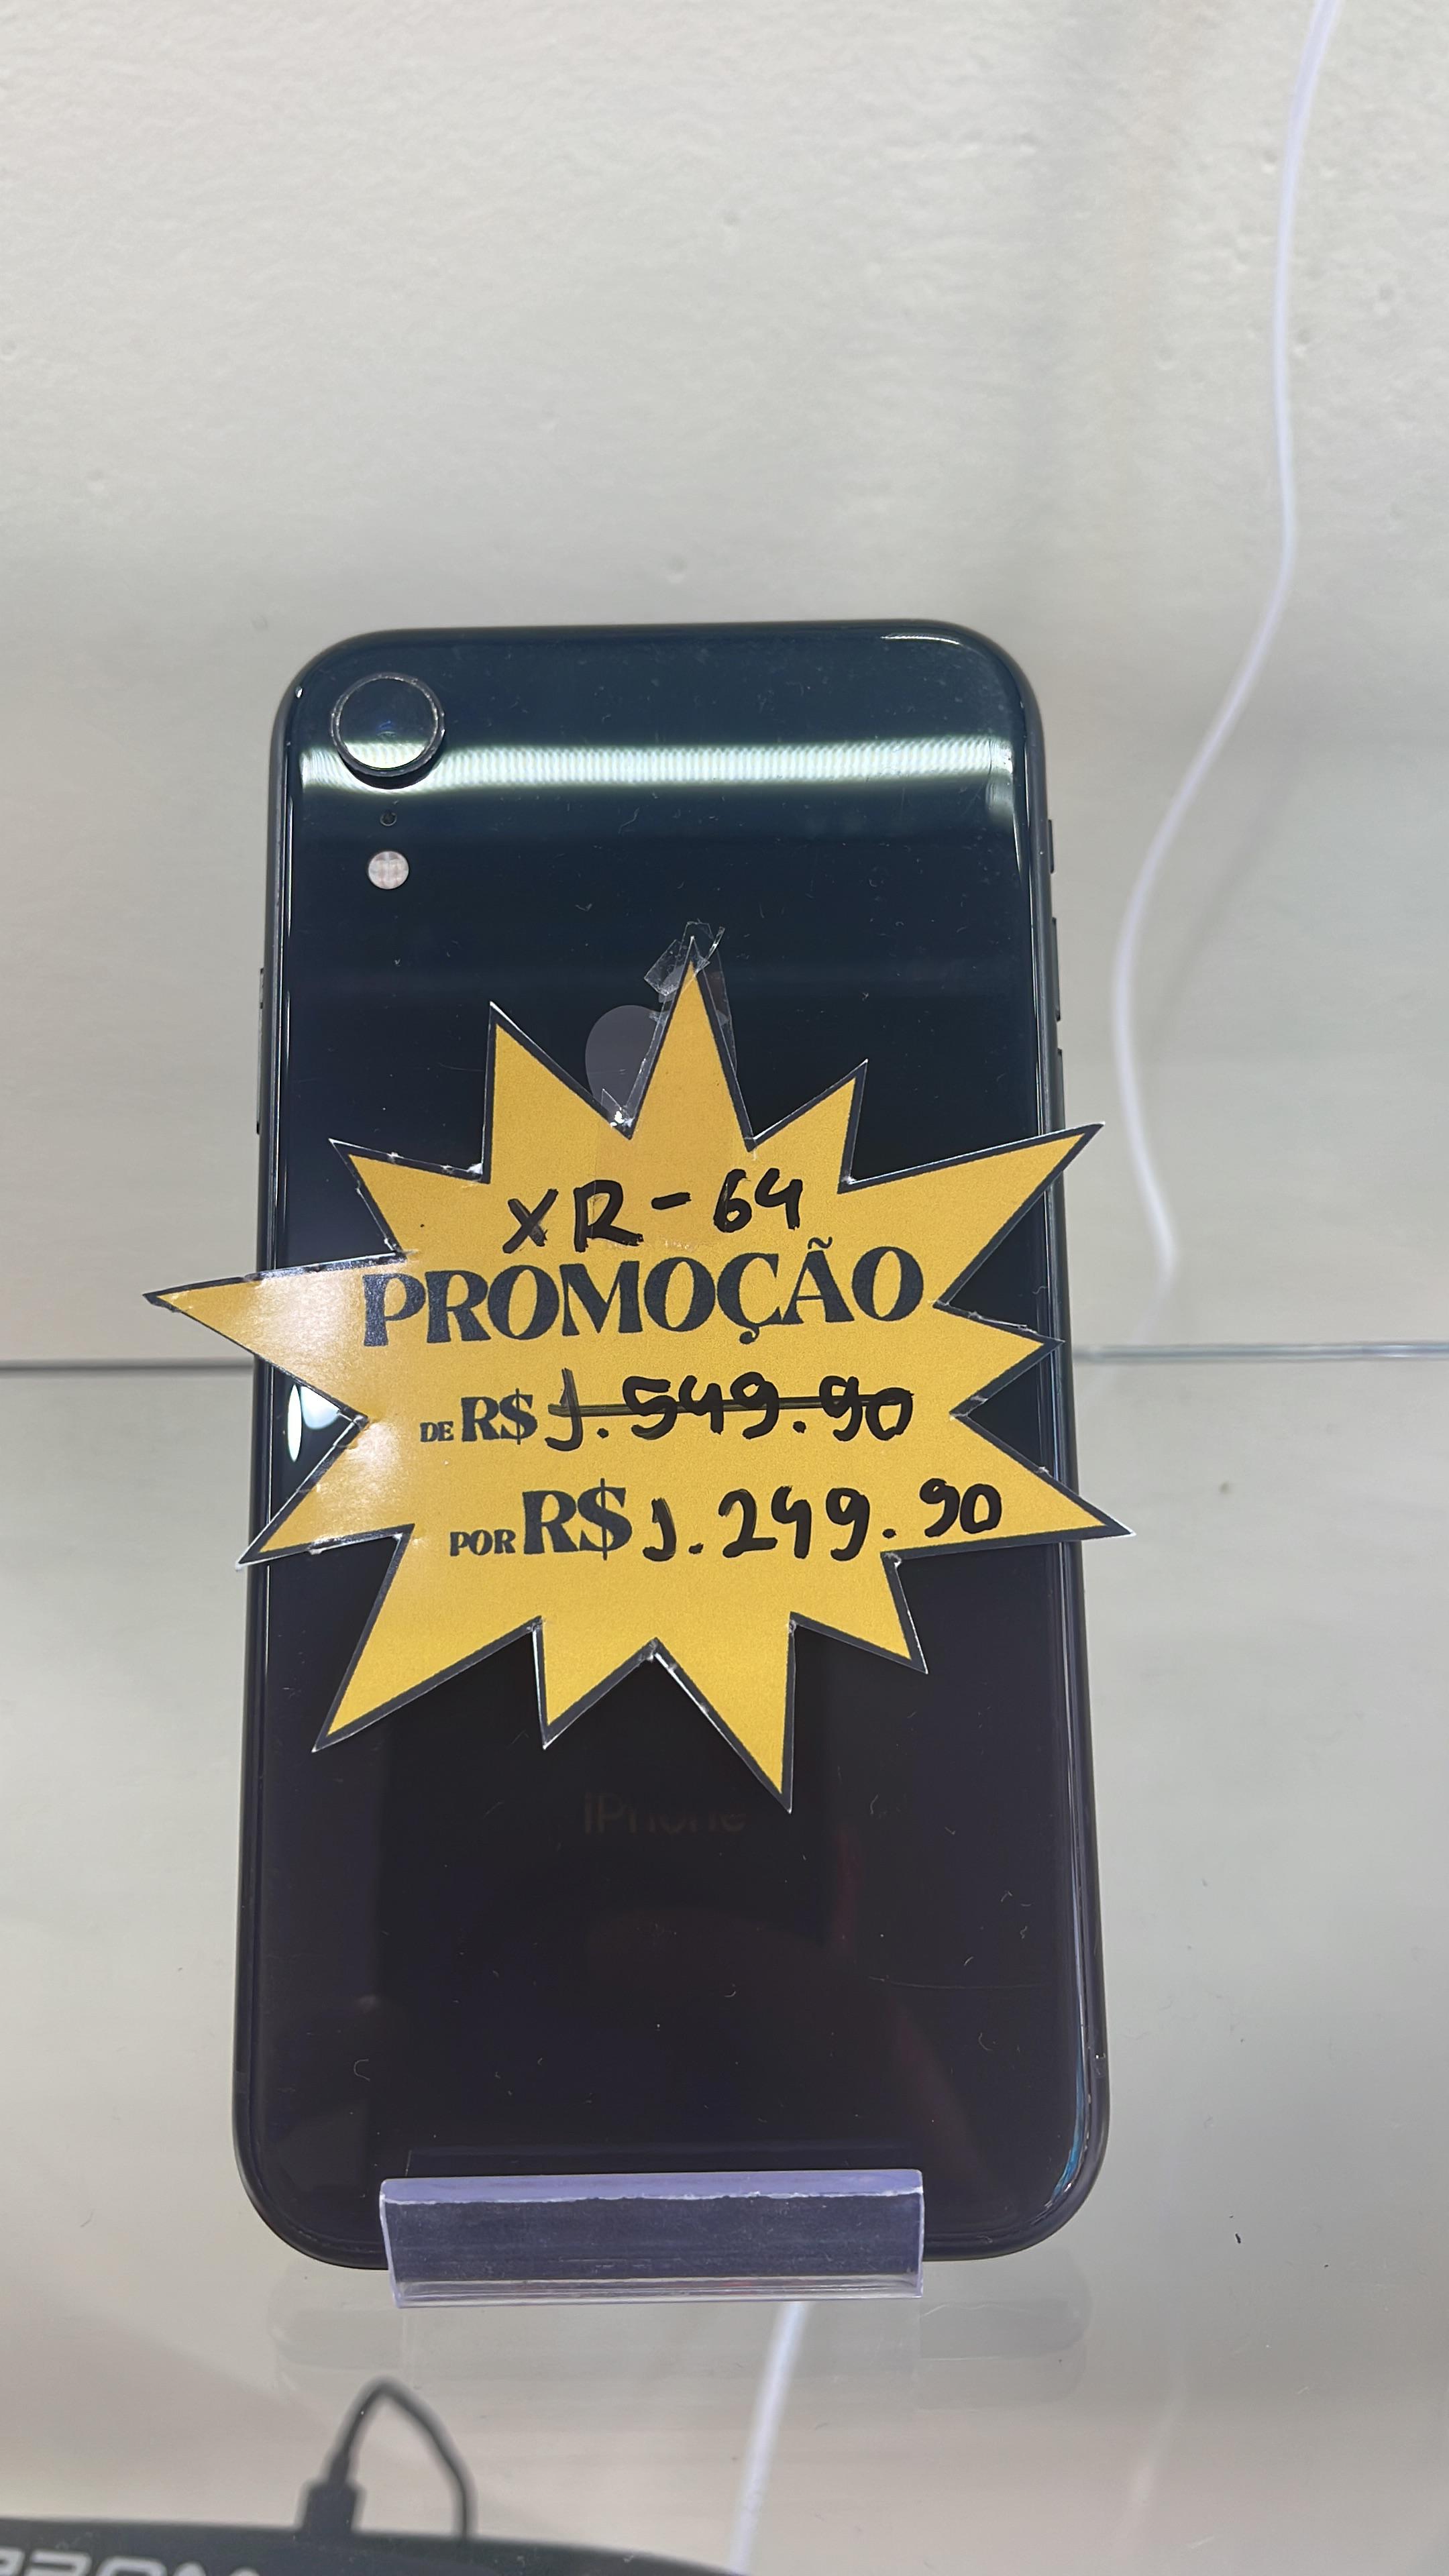 XR-64
PROMOÇÃO
DE R$ 1.549.90
POR R$ 1.249.90
iPhone